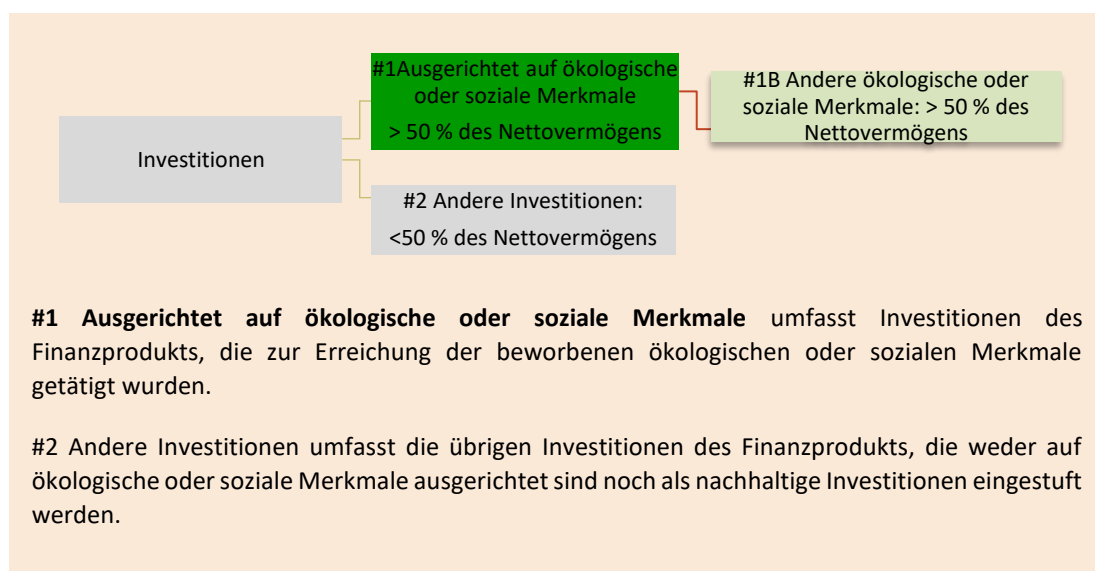 #1Ausgerichtet auf ökologische
oder soziale Merkmale
> 50 % des Nettovermögens
#1B Andere ökologische oder
soziale Merkmale: > 50 % des
Nettovermögens
Investitionen
#2 Andere Investitionen:
<50 % des Nettovermögens
#1 Ausgerichtet auf ökologische oder soziale Merkmale umfasst Investitionen des
Finanzprodukts, die zur Erreichung der beworbenen ökologischen oder sozialen Merkmale
getätigt wurden.
#2 Andere Investitionen umfasst die übrigen Investitionen des Finanzprodukts, die weder auf
ökologische oder soziale Merkmale ausgerichtet sind noch als nachhaltige Investitionen eingestuft
werden.